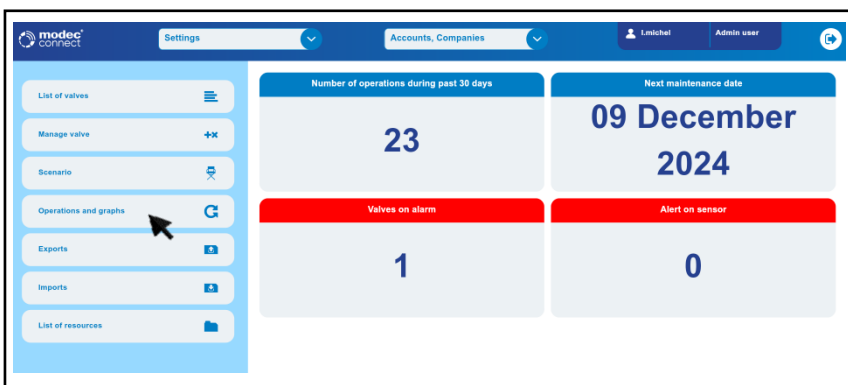 modec
connect
Settings
Accounts, Companies
l.michel
Admin user
List of valves
Manage valve
Scenario
Operations and graphs
Exports
Imports
List of resources
Number of operations during past 30 days
23
Next maintenance date
09 December
2024
Valves on alarm
1
Alert on sensor
0